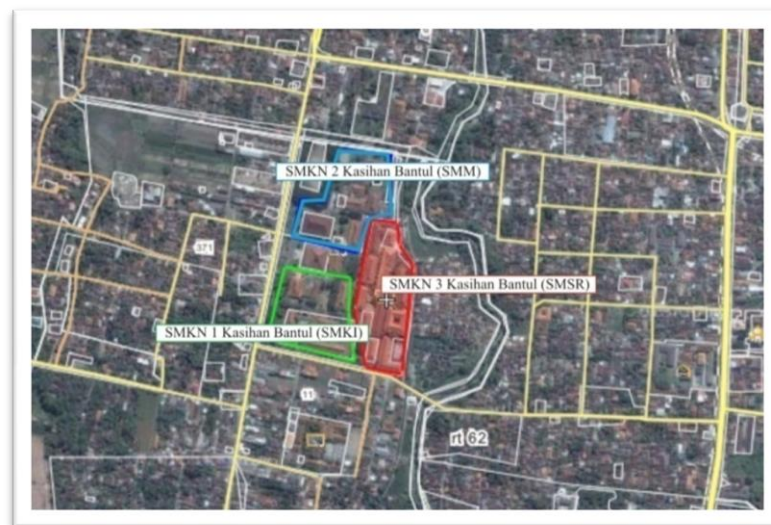 SMKN 2 Kasihan Bantul (SMM)
371
SMKN 3 Kasihan Bantul (SMSR)
SMKN 1 Kasihan Bantul (SMKI)
11
rt 62